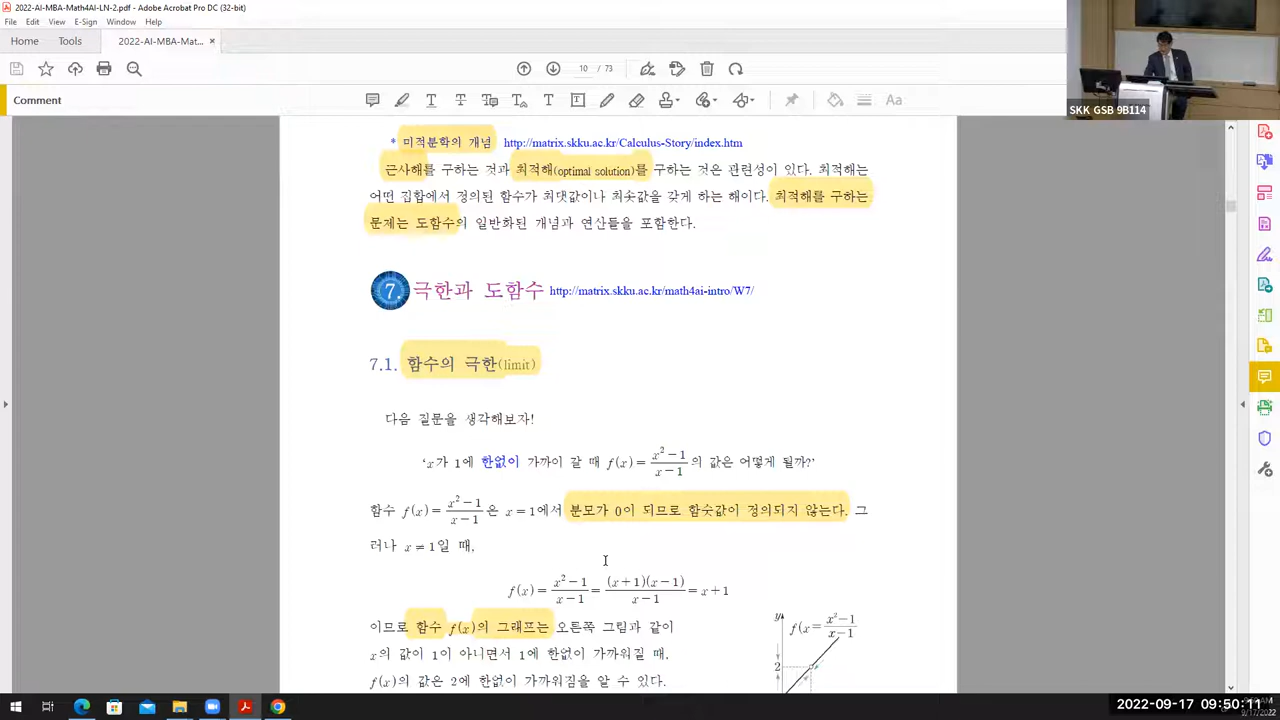 2022-AI-MBA-Math4AI-LN-2.pdf - Adobe Acrobat Pro DC (32-bit)
File Edit View E-Sign Window Help
Home Tools 2022-AI-MBA-Mat... ×
10 / 73
Comment
SKK GSB 9B114
* 미적분학의 개념 http://matrix.skku.ac.kr/Calculus-Story/index.htm
근사해를 구하는 것과 최적해(optimal solution)를 구하는 것은 관련성이 있다. 최적해는
어떤 집합에서 정의된 함수가 최댓값이나 최솟값을 갖게 하는 해이다. 최적해를 구하는
문제는 도함수의 일반화된 개념과 연산들을 포함한다.
7. 극한과 도함수 http://matrix.skku.ac.kr/math4ai-intro/W7/
7.1. 함수의 극한(limit)
다음 질문을 생각해보자!
‘x가 1에 한없이 가까이 갈 때 f(x) = (x²−1)/(x−1)의 값은 어떻게 될까?’
함수 f(x) = (x²−1)/(x−1)은 x = 1에서 분모가 0이 되므로 함숫값이 정의되지 않는다. 그
러나 x ≠ 1일 때,
f(x) = (x²−1)/(x−1) = (x+1)(x−1)/(x−1) = x+1
이므로 함수 f(x)의 그래프는 오른쪽 그림과 같이
x의 값이 1이 아니면서 1에 한없이 가까워질 때,
f(x)의 값은 2에 한없이 가까워짐을 알 수 있다.
y
f(x = (x²−1)/(x−1)
2
2022-09-17 09:50:11